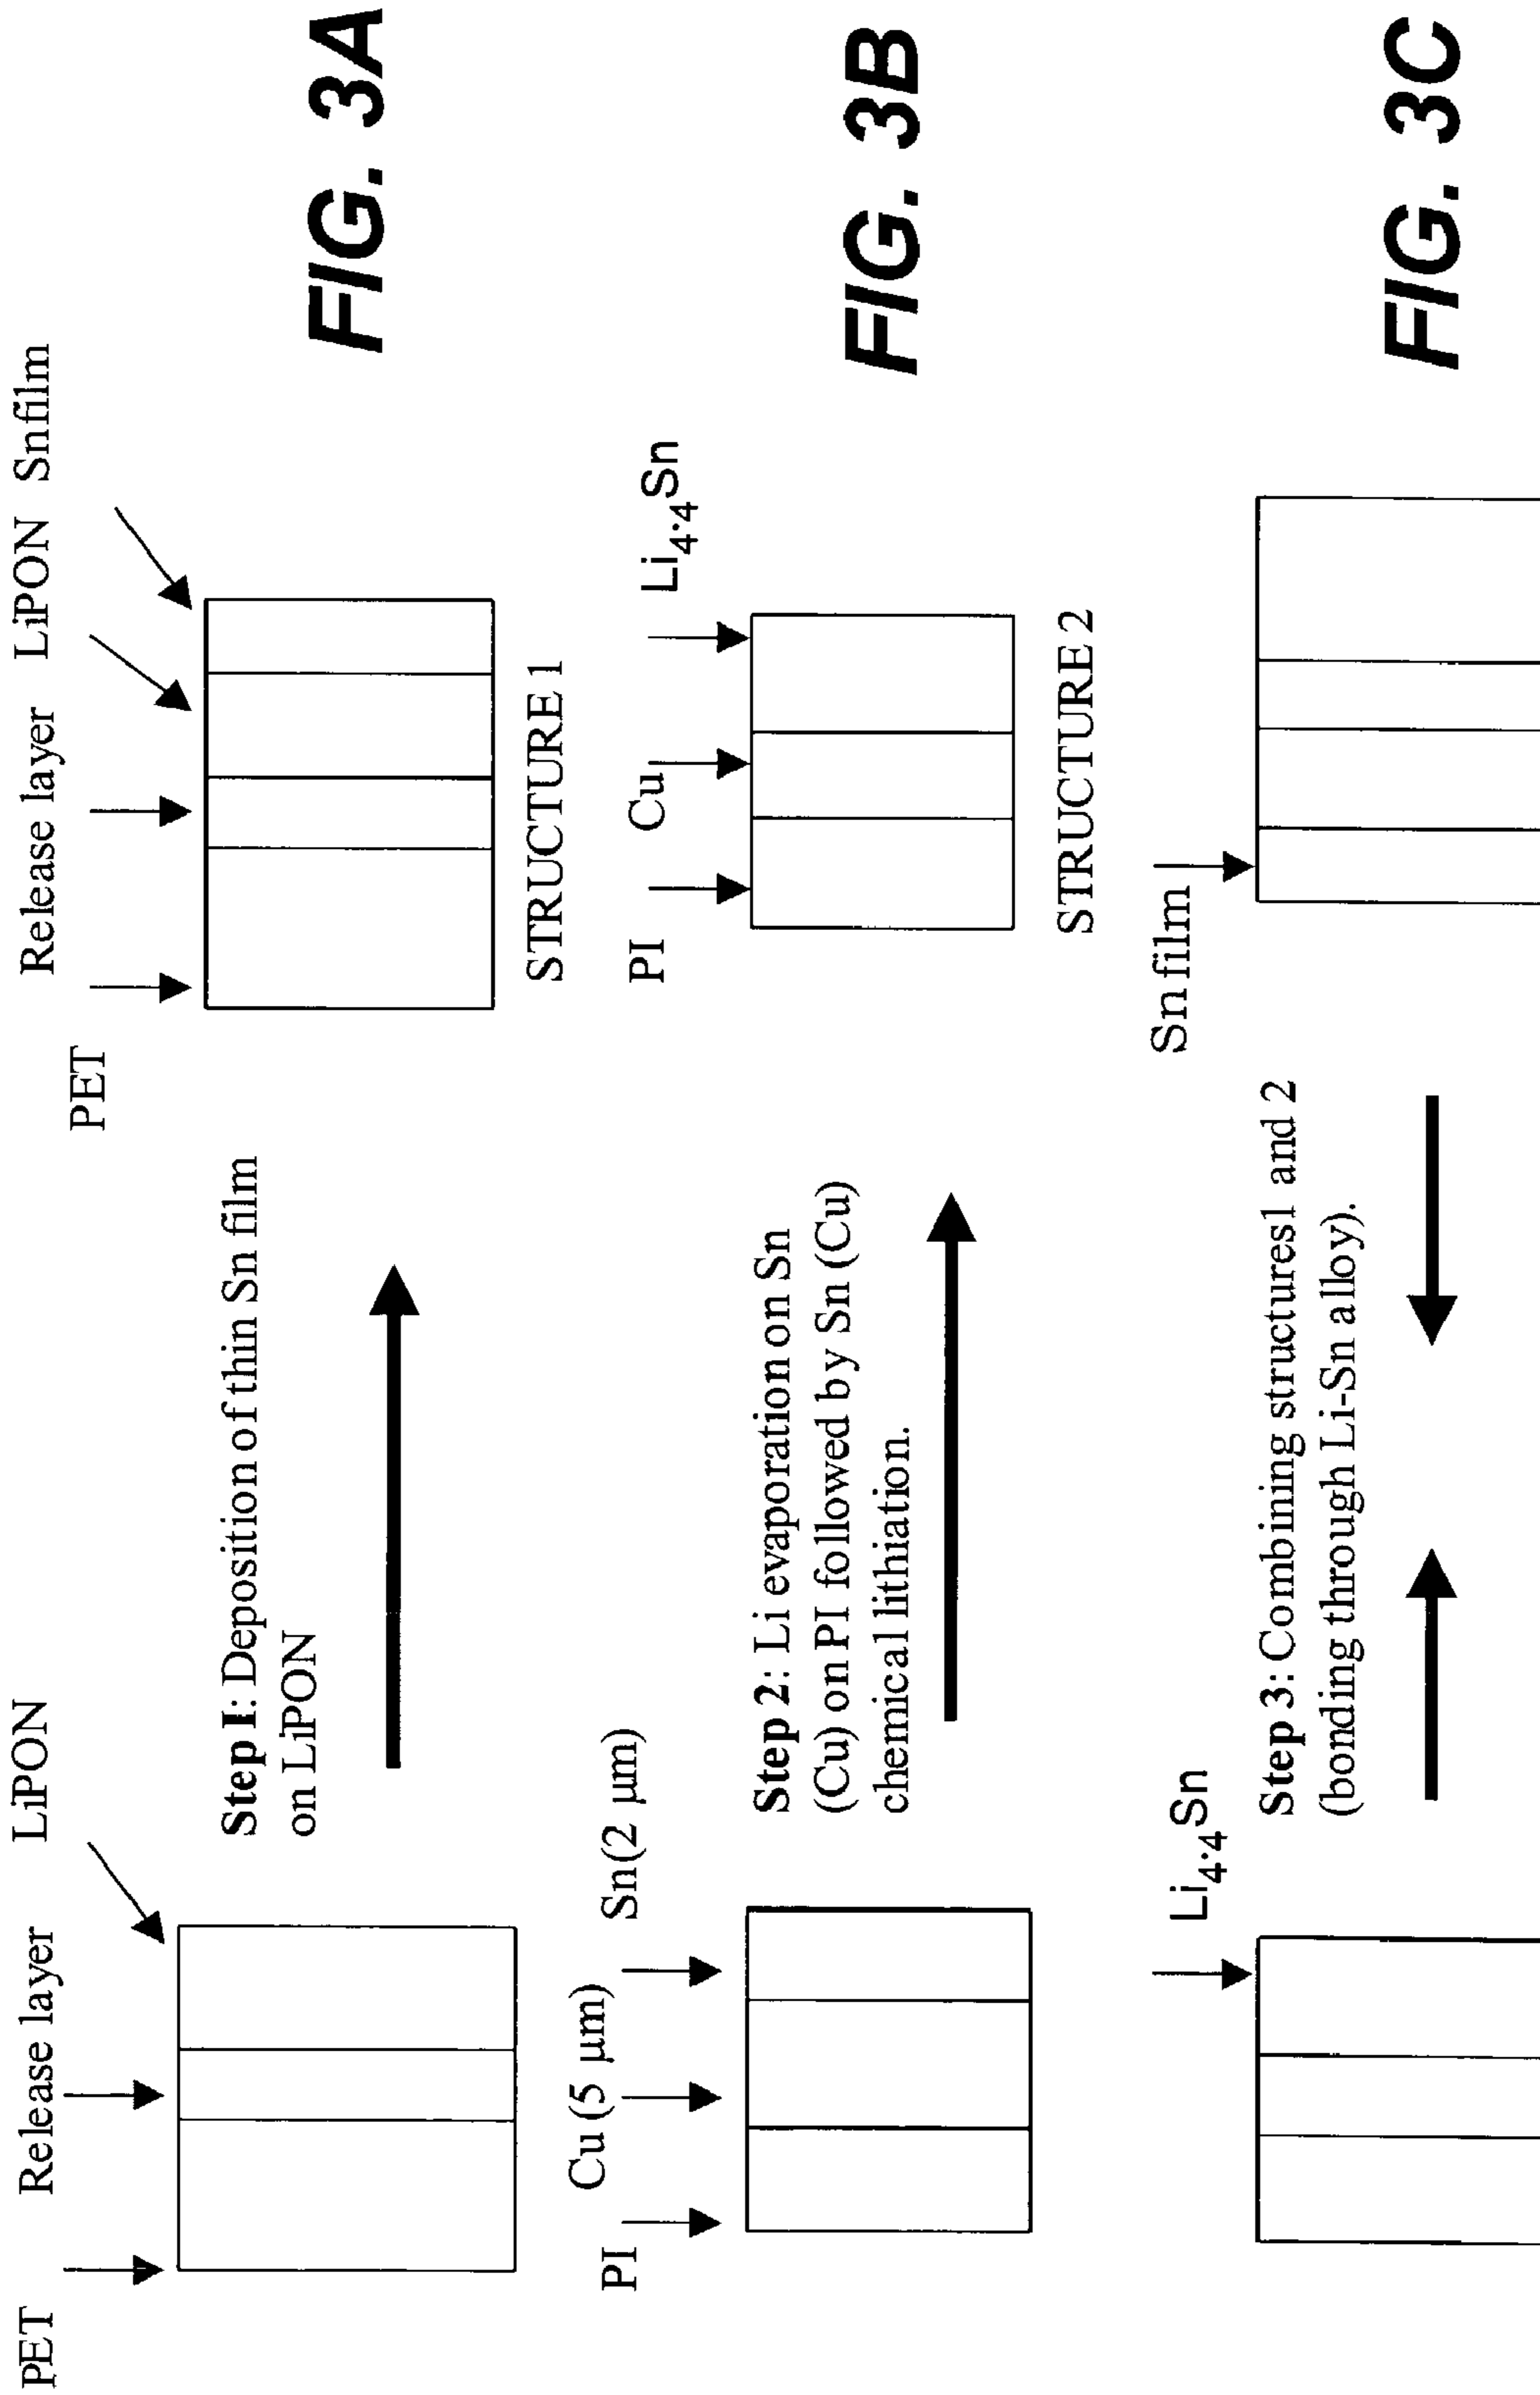 PET
Release layer
LiPON
Step 1: Deposition of thin Sn film
on LiPON
PET
Release layer
LiPON
Snfilm
STRUCTURE 1
FIG. 3A
PI
Cu (5 μm)
Sn(2 μm)
Step 2: Li evaporation on Sn
(Cu) on PI followed by Sn (Cu)
chemical lithiation.
PI
Cu
Li4.4Sn
STRUCTURE 2
FIG. 3B
Li4.4Sn
Step 3: Combining structures1 and 2
(bonding through Li-Sn alloy).
Sn film
FIG. 3C